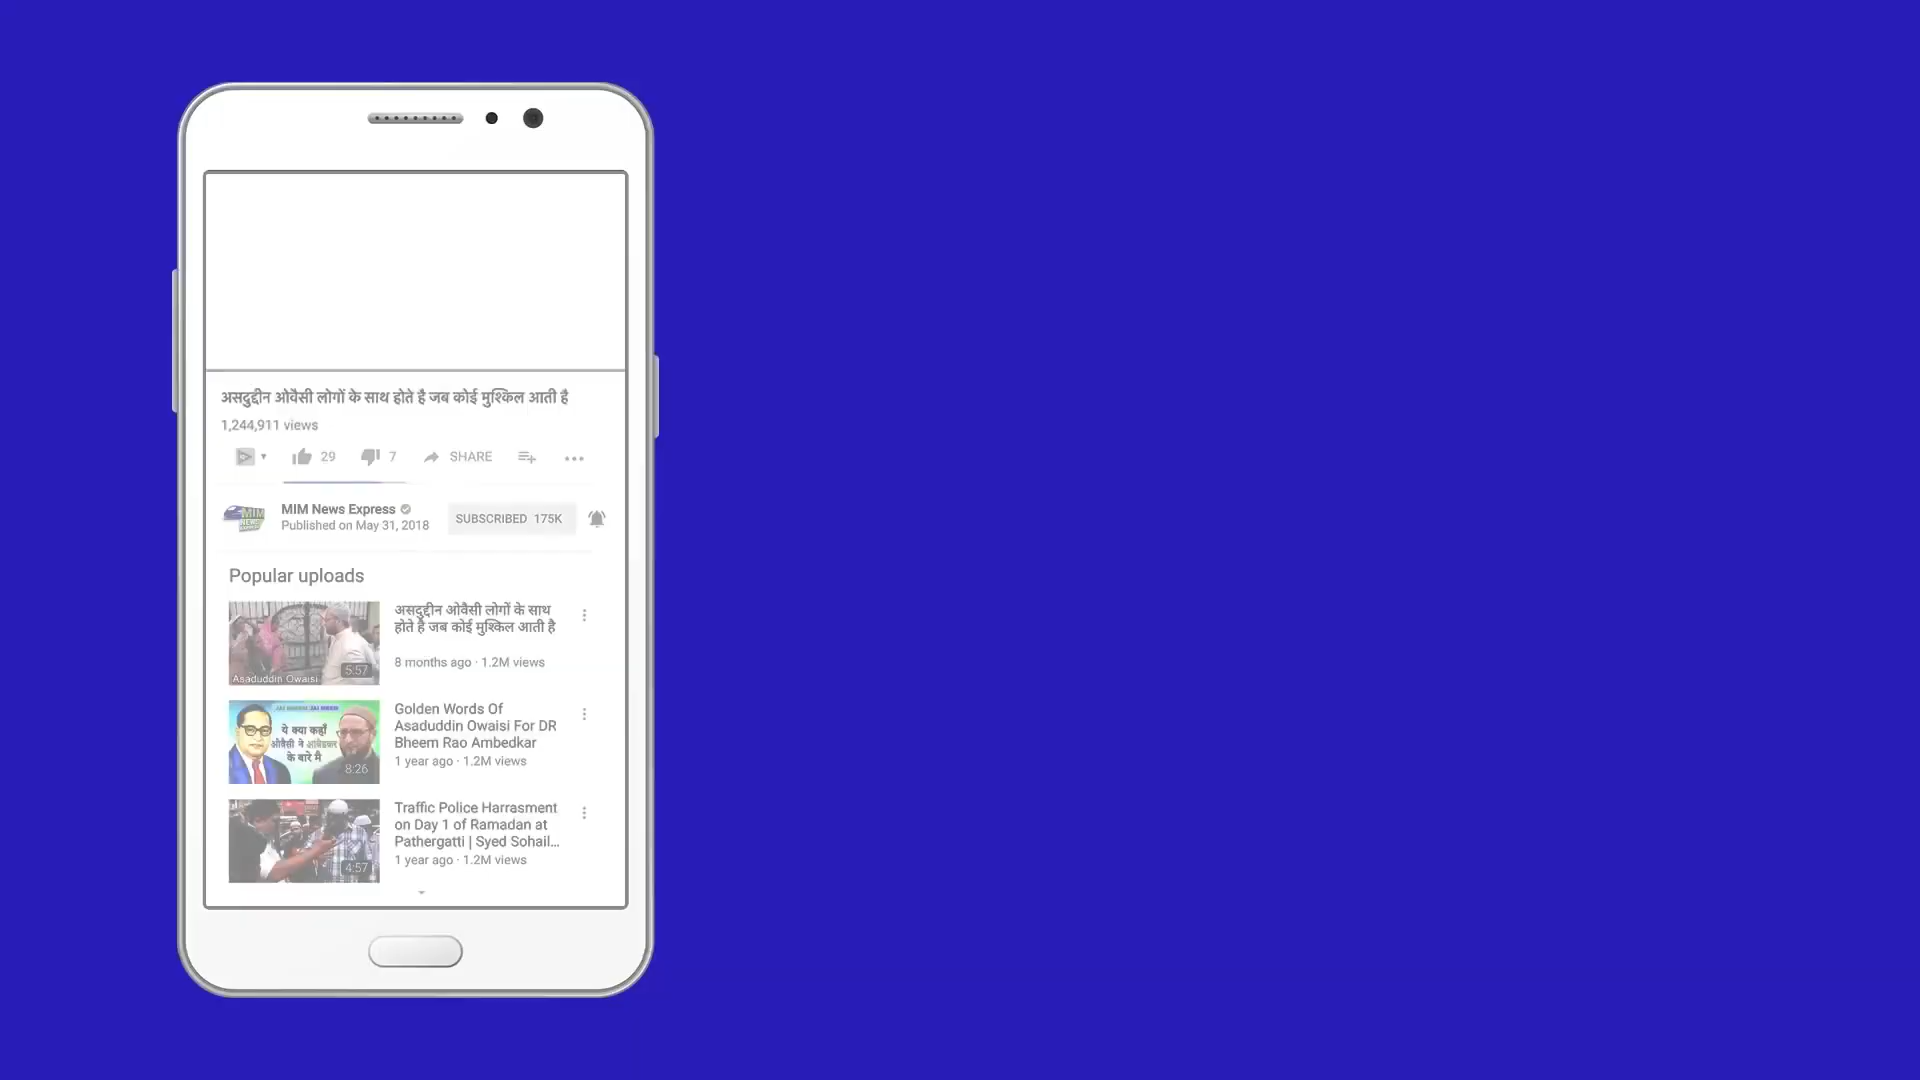 असदुद्दीन ओवैसी लोगों के साथ होते है जब कोई मुश्किल आती है
1,244,911 views
29 7 SHARE
MIM News Express
Published on May 31, 2018
SUBSCRIBED 175K
Popular uploads
असदुद्दीन ओवैसी लोगों के साथ
होते है जब कोई मुश्किल आती है
8 months ago · 1.2M views
5:57
Asaduddin Owaisi
Golden Words Of
Asaduddin Owaisi For DR
Bheem Rao Ambedkar
1 year ago · 1.2M views
ये क्या कहाँ
ओवैसी ने आंबेडकर
के बारे मै
8:26
Traffic Police Harrasment
on Day 1 of Ramadan at
Pathergatti | Syed Sohail...
1 year ago · 1.2M views
4:57